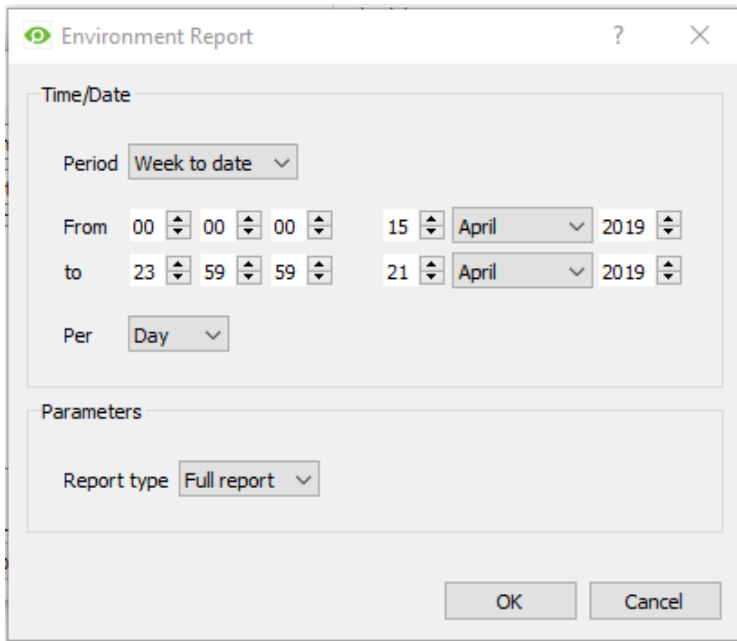 Environment Report ?
Time/Date
Period Week to date
From 00 00 00 15 April 2019
to 23 59 59 21 April 2019
Per Day
Parameters
Report type Full report
OK Cancel